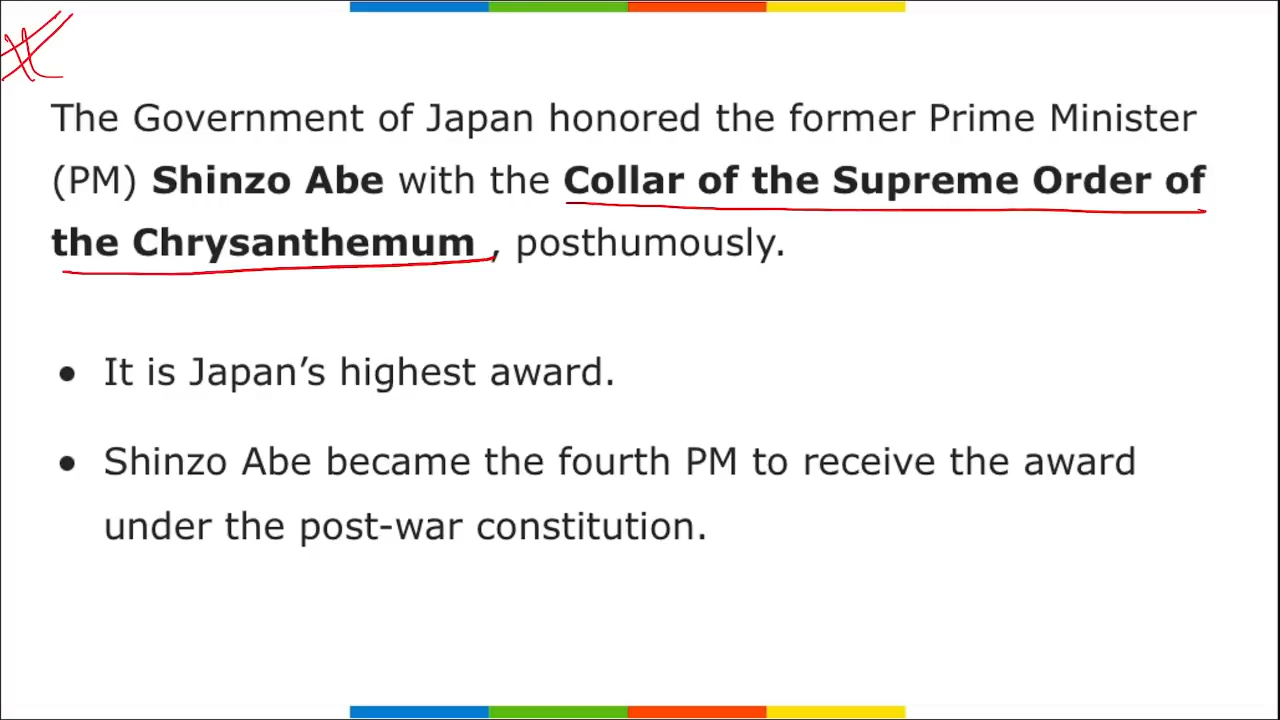 The Government of Japan honored the former Prime Minister
(PM) Shinzo Abe with the Collar of the Supreme Order of
the Chrysanthemum , posthumously.
● It is Japan’s highest award.
● Shinzo Abe became the fourth PM to receive the award
under the post-war constitution.